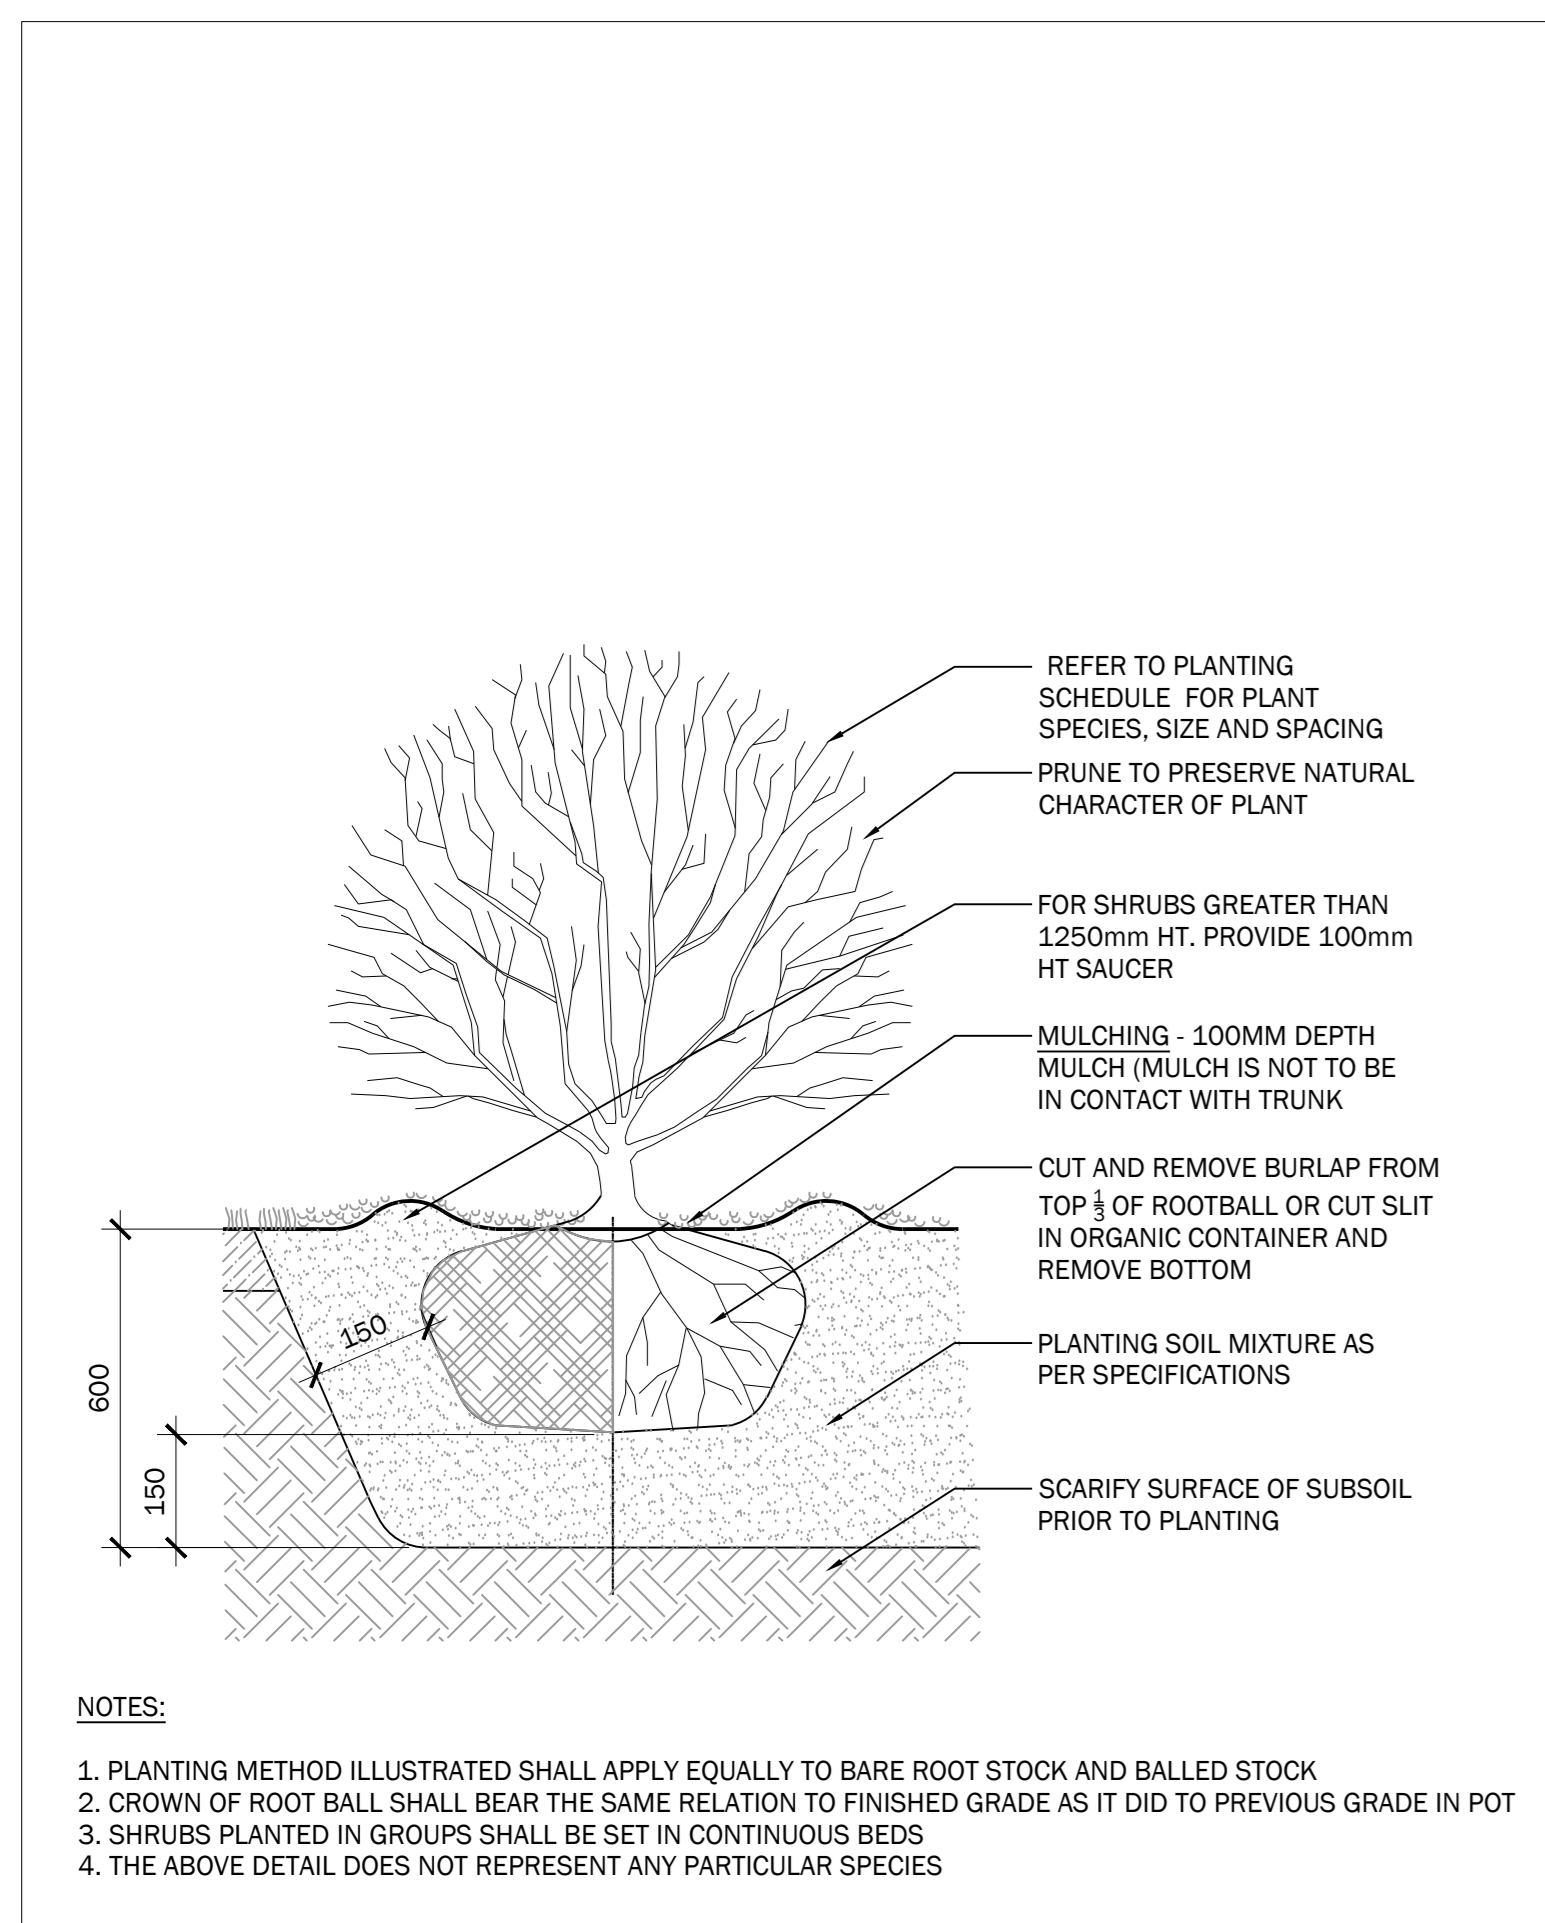 REFER TO PLANTING
SCHEDULE FOR PLANT
SPECIES, SIZE AND SPACING
PRUNE TO PRESERVE NATURAL
CHARACTER OF PLANT
FOR SHRUBS GREATER THAN
1250mm HT. PROVIDE 100mm
HT SAUCER
MULCHING - 100MM DEPTH
MULCH (MULCH IS NOT TO BE
IN CONTACT WITH TRUNK
CUT AND REMOVE BURLAP FROM
TOP 1/3 OF ROOTBALL OR CUT SLIT
IN ORGANIC CONTAINER AND
REMOVE BOTTOM
PLANTING SOIL MIXTURE AS
PER SPECIFICATIONS
SCARIFY SURFACE OF SUBSOIL
PRIOR TO PLANTING
150
600
150
NOTES:
1. PLANTING METHOD ILLUSTRATED SHALL APPLY EQUALLY TO BARE ROOT STOCK AND BALLED STOCK
2. CROWN OF ROOT BALL SHALL BEAR THE SAME RELATION TO FINISHED GRADE AS IT DID TO PREVIOUS GRADE IN POT
3. SHRUBS PLANTED IN GROUPS SHALL BE SET IN CONTINUOUS BEDS
4. THE ABOVE DETAIL DOES NOT REPRESENT ANY PARTICULAR SPECIES